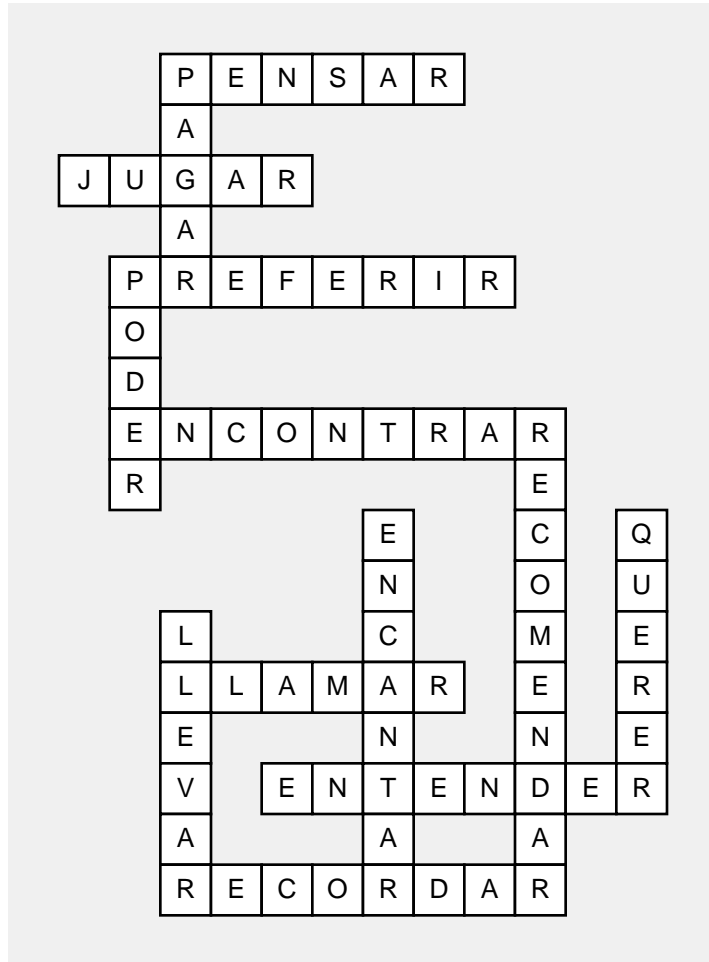 PENSAR
A
JUGAR
A
PREFERIR
O
D
ENCONTRAR
R E
E C Q
N O U
L C M E
LLAMAR E R
E N N E
V ENTENDER
A A A
RECORDAR